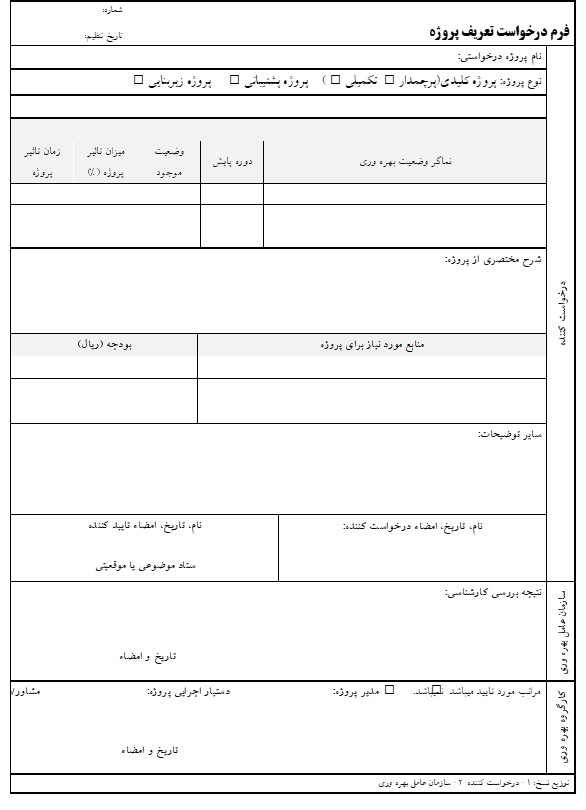 شماره:
فرم درخواست تعریف پروژه
تاریخ تنظیم:
نام پروژه درخواستی:
نوع پروژه: پروژه کلیدی(پرچمدار □ تکمیلی □ ) پروژه پشتیبانی □ پروژه زیربنایی □
نماگر وضعیت بهره وری
دوره پایش
وضعیت
موجود
میزان تاثیر
پروژه (٪)
زمان تاثیر
پروژه
شرح مختصری از پروژه:
درخواست کننده
منابع مورد نیاز برای پروژه
بودجه (ریال)
سایر توضیحات:
نام، تاریخ، امضاء درخواست کننده:
نام، تاریخ، امضاء تایید کننده
ستاد موضوعی یا موقعیتی
نتیجه بررسی کارشناسی:
تاریخ و امضاء
سازمان عامل بهره وری
مراتب مورد تایید میباشد □ نمیباشد. □ مدیر پروژه: دستیار اجرایی پروژه: مشاور/
تاریخ و امضاء
کارگروه بهره وری
توزیع نسخ: ۱- درخواست کننده ۲- سازمان عامل بهره وری